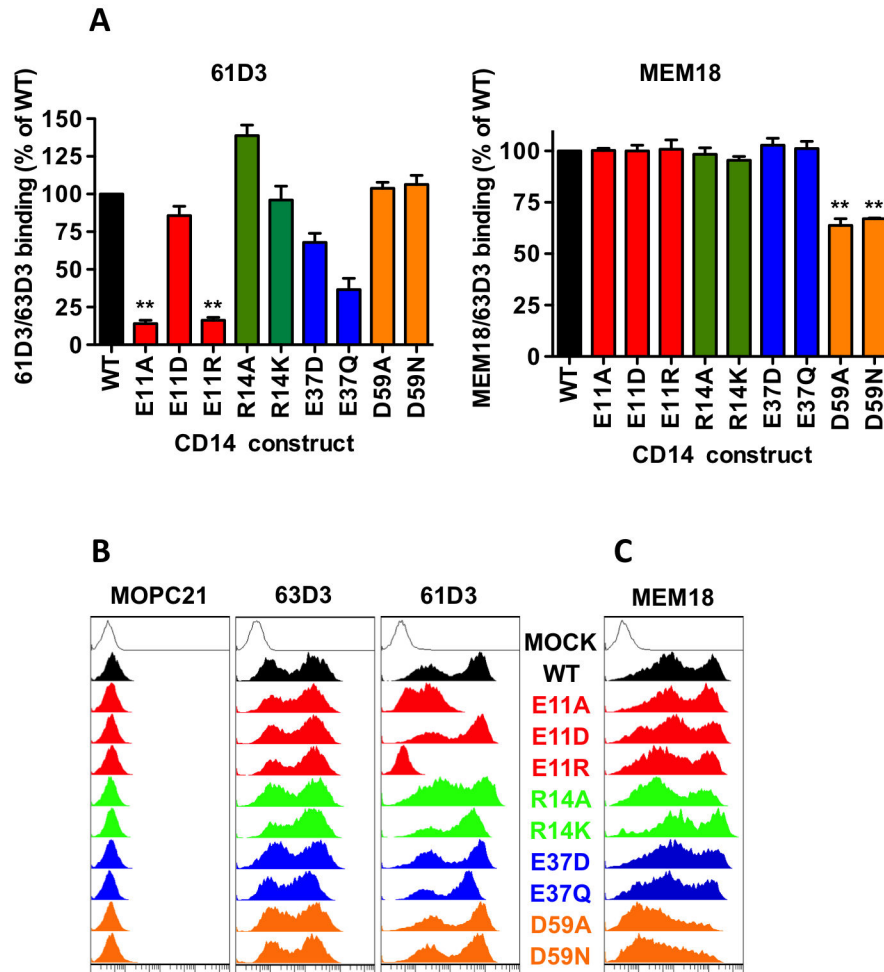 A
61D3
61D3/63D3 binding (% of WT)
150
125
100
75
50
25
0
**
**
WT
E11A
E11D
E11R
R14A
R14K
E37D
E37Q
D59A
D59N
CD14 construct
MEM18
MEM18/63D3 binding (% of WT)
100
75
50
25
0
**
**
WT
E11A
E11D
E11R
R14A
R14K
E37D
E37Q
D59A
D59N
CD14 construct
B
C
MOPC21
63D3
61D3
MEM18
MOCK
WT
E11A
E11D
E11R
R14A
R14K
E37D
E37Q
D59A
D59N